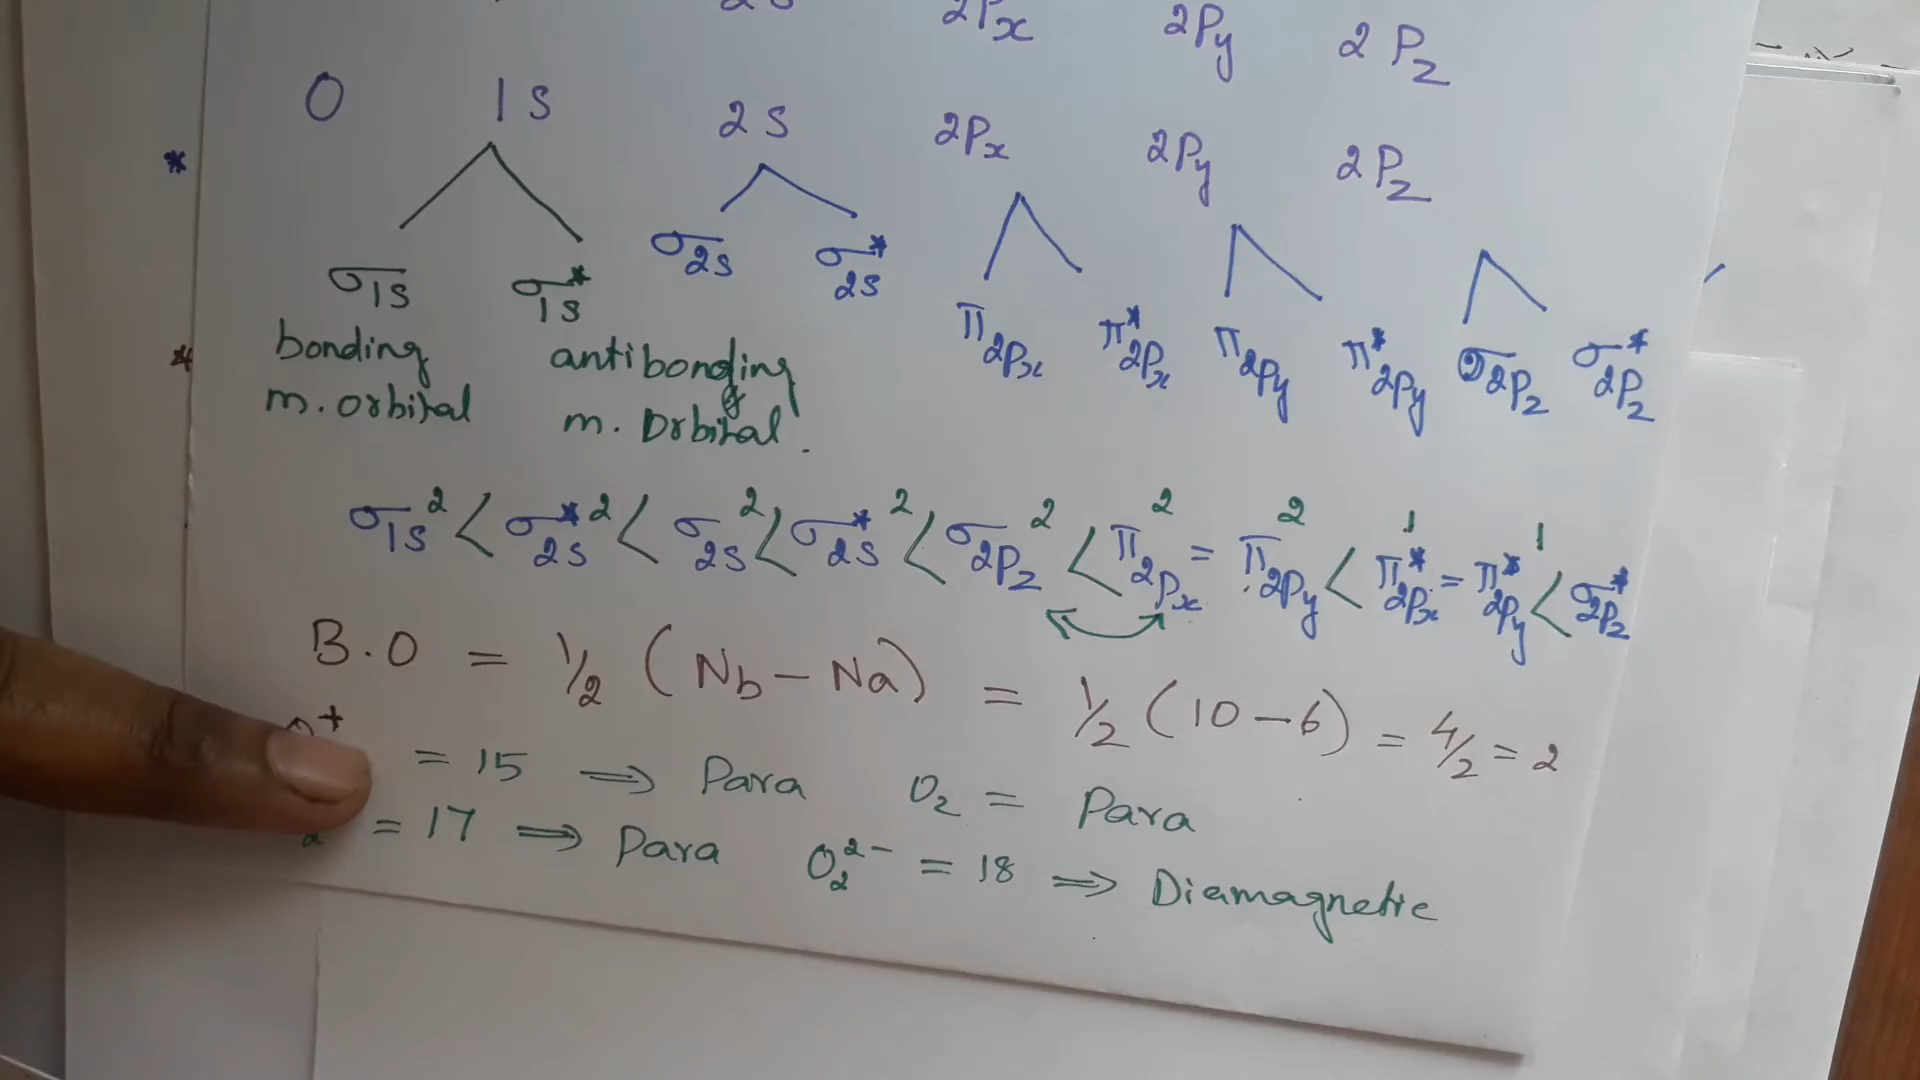 2Px 2Py 2Pz
O 1s 2s 2Px 2Py 2Pz
*
σ1s σ*1s σ2s σ*2s π2Px π*2Px π2Py π*2Py σ2Pz σ*2Pz
bonding m. orbital
antibonding m. Orbital.
*
σ1s² < σ*2s² < σ2s² < σ*2s² < σ2Pz² < π2Px² = π2Py² < π*2Px¹ = π*2Py¹ < σ*2Pz
B.O = 1/2 (Nb - Na) = 1/2 (10 - 6) = 4/2 = 2
+ = 15 ⟹ Para O2 = Para
2 = 17 ⟹ Para O2²⁻ = 18 ⟹ Diamagnetic